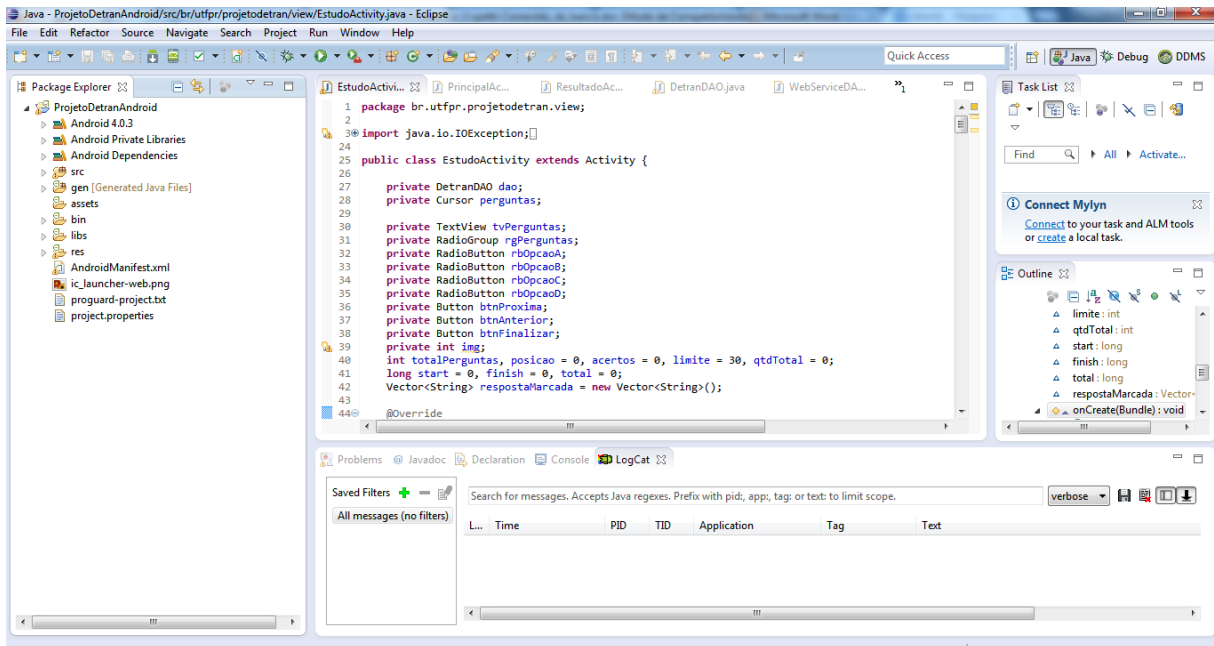 Java - ProjetoDetranAndroid/src/br/utfpr/projetodetran/view/EstudoActivity.java - Eclipse
File Edit Refactor Source Navigate Search Project Run Window Help
Quick Access
Java
Debug
DDMS
Package Explorer
ProjetoDetranAndroid
Android 4.0.3
Android Private Libraries
Android Dependencies
src
gen [Generated Java Files]
assets
bin
libs
res
AndroidManifest.xml
ic_launcher-web.png
proguard-project.txt
project.properties
EstudoActivi... PrincipalAc... ResultadoAc... DetranDAO.java WebServiceDA... »1
1 package br.utfpr.projetodetran.view;
2
3 import java.io.IOException;
24
25 public class EstudoActivity extends Activity {
26
27 private DetranDAO dao;
28 private Cursor perguntas;
29
30 private TextView tvPerguntas;
31 private RadioGroup rgPerguntas;
32 private RadioButton rbOpcaoA;
33 private RadioButton rbOpcaoB;
34 private RadioButton rbOpcaoC;
35 private RadioButton rbOpcaoD;
36 private Button btnProxima;
37 private Button btnAnterior;
38 private Button btnFinalizar;
39 private int img;
40 int totalPerguntas, posicao = 0, acertos = 0, limite = 30, qtdTotal = 0;
41 long start = 0, finish = 0, total = 0;
42 Vector<String> respostaMarcada = new Vector<String>();
43
44 @Override
Task List
Find
All
Activate...
Connect Mylyn
Connect to your task and ALM tools
or create a local task.
Outline
limite : int
qtdTotal : int
start : long
finish : long
total : long
respostaMarcada : Vector
onCreate(Bundle) : void
Problems @ Javadoc Declaration Console LogCat
Saved Filters
All messages (no filters)
Search for messages. Accepts Java regexes. Prefix with pid:, app:, tag: or text: to limit scope.
verbose
L... Time PID TID Application Tag Text